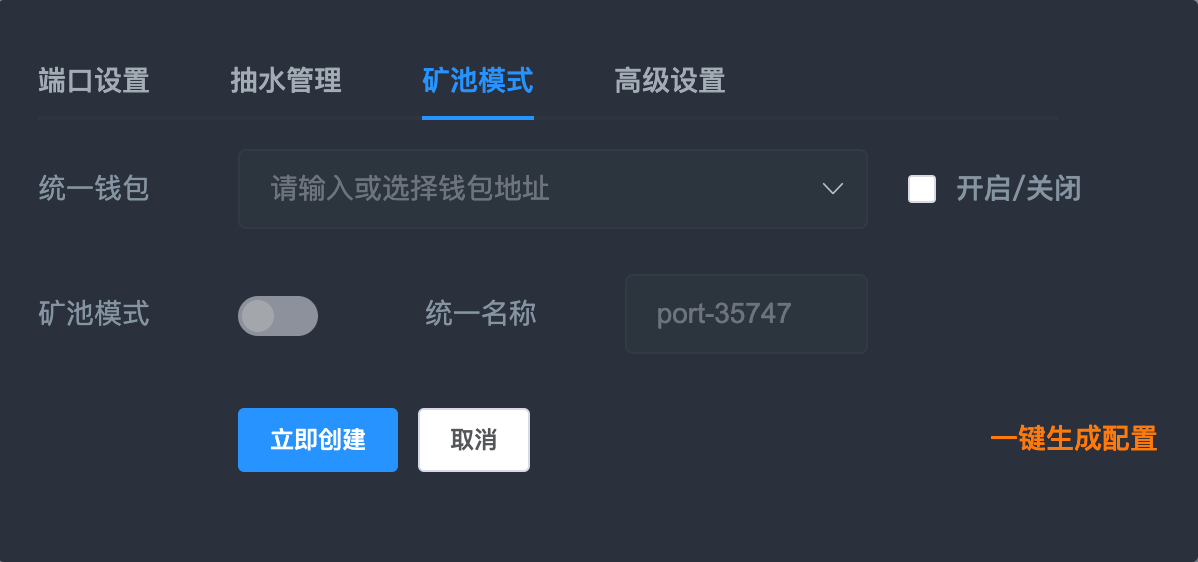 端口设置 抽水管理 矿池模式 高级设置
统一钱包 请输入或选择钱包地址 开启/关闭
矿池模式 统一名称 port-35747
立即创建 取消 一键生成配置